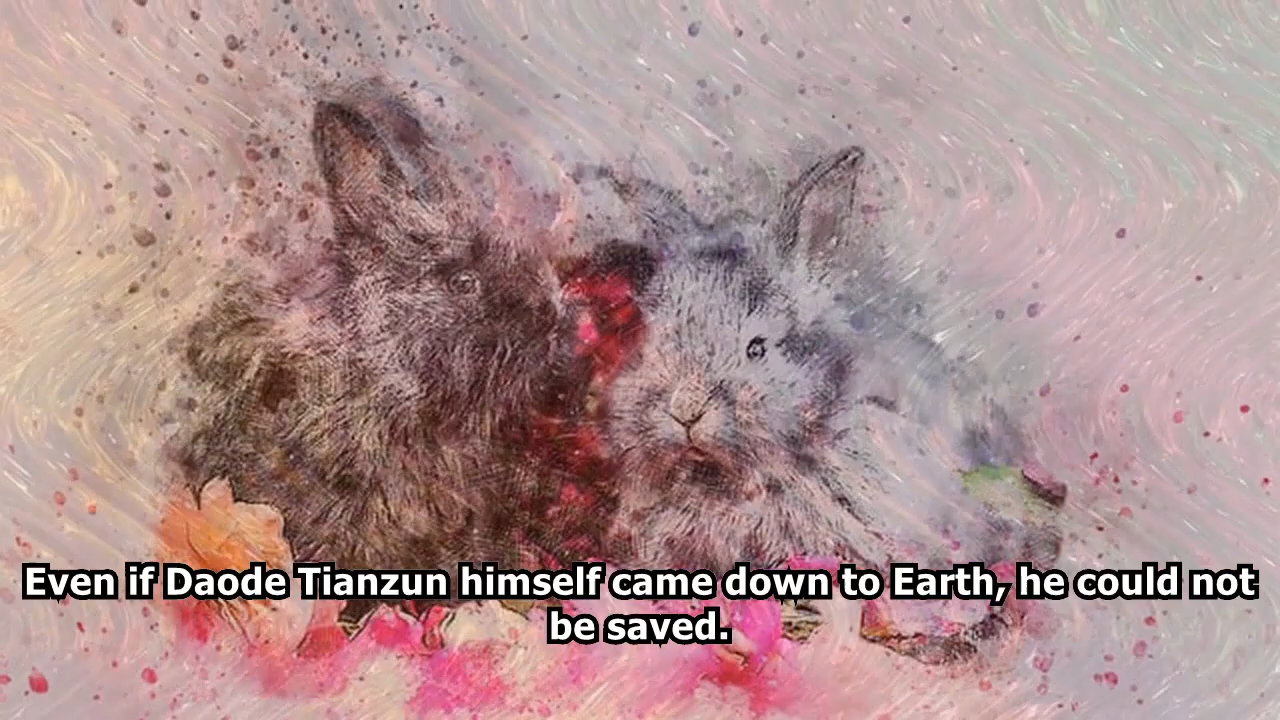 Even if Daode Tianzun himself came down to Earth, he could not
be saved.